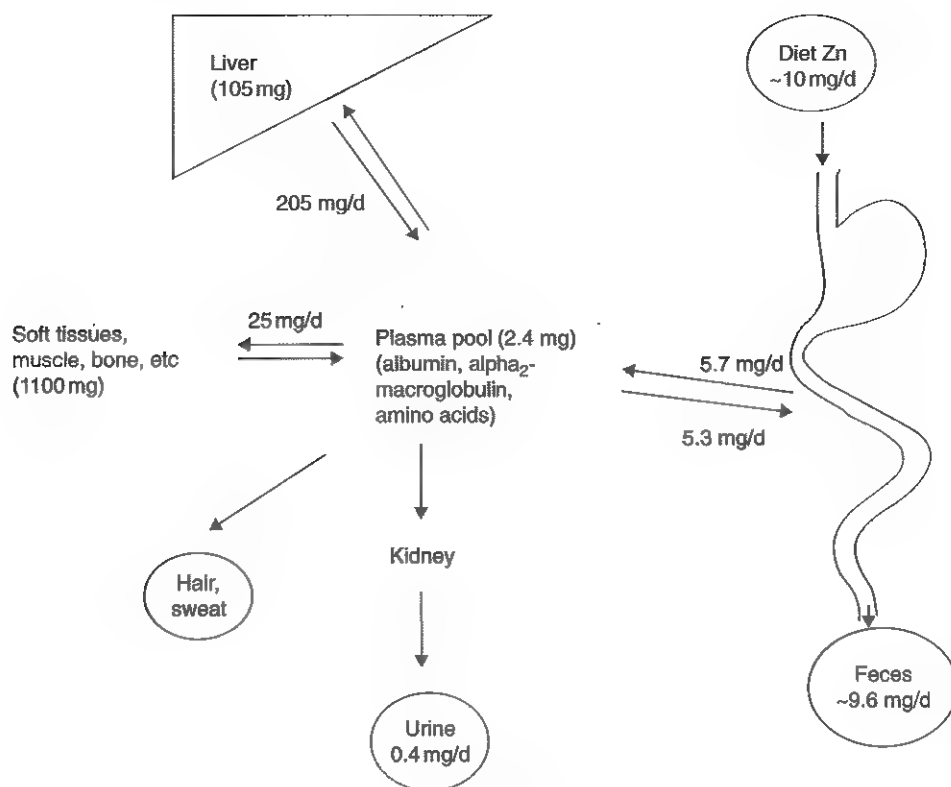 Liver
(105 mg)
Diet Zn
~10 mg/d
205 mg/d
Soft tissues,
muscle, bone, etc
(1100 mg)
25 mg/d
Plasma pool (2.4 mg)
(albumin, alpha₂-
macroglobulin,
amino acids)
5.7 mg/d
5.3 mg/d
Hair,
sweat
Kidney
Urine
0.4 mg/d
Feces
~9.6 mg/d